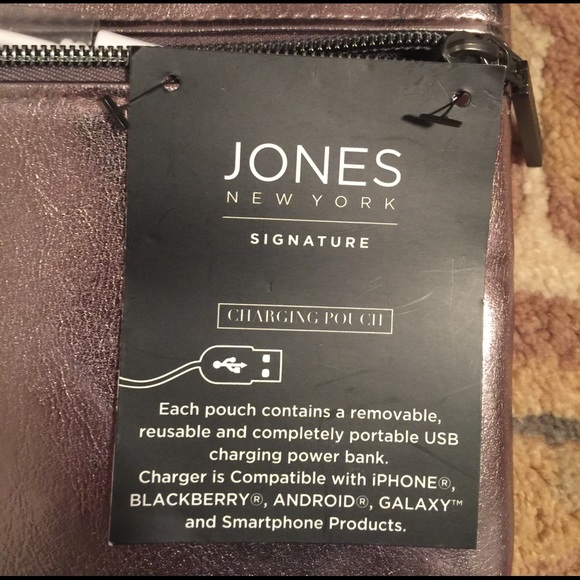 JONES
NEW YORK
SIGNATURE
CHARGING POUCH
Each pouch contains a removable,
reusable and completely portable USB
charging power bank.
Charger is Compatible with iPHONE®,
BLACKBERRY®, ANDROID®, GALAXY™
and Smartphone Products.